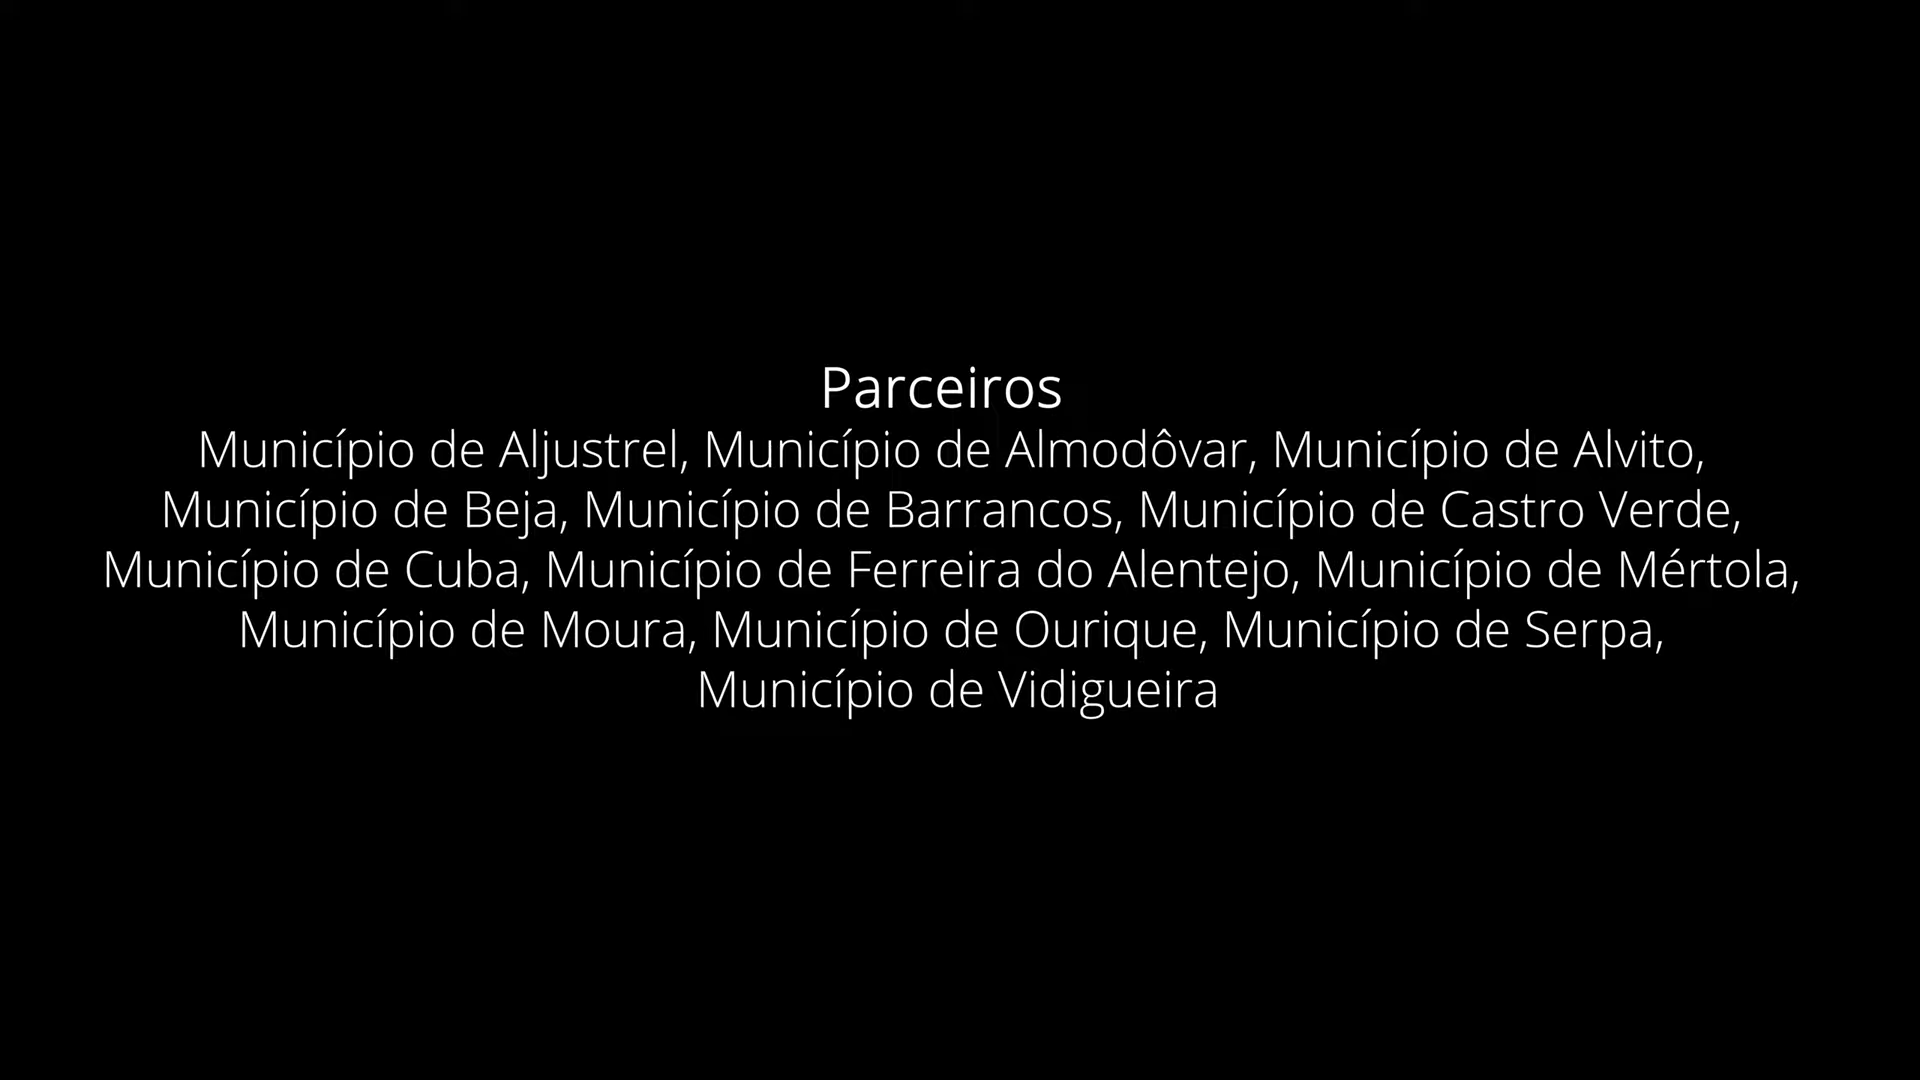 Parceiros
Município de Aljustrel, Município de Almodôvar, Município de Alvito,
Município de Beja, Município de Barrancos, Município de Castro Verde,
Município de Cuba, Município de Ferreira do Alentejo, Município de Mértola,
Município de Moura, Município de Ourique, Município de Serpa,
Município de Vidigueira